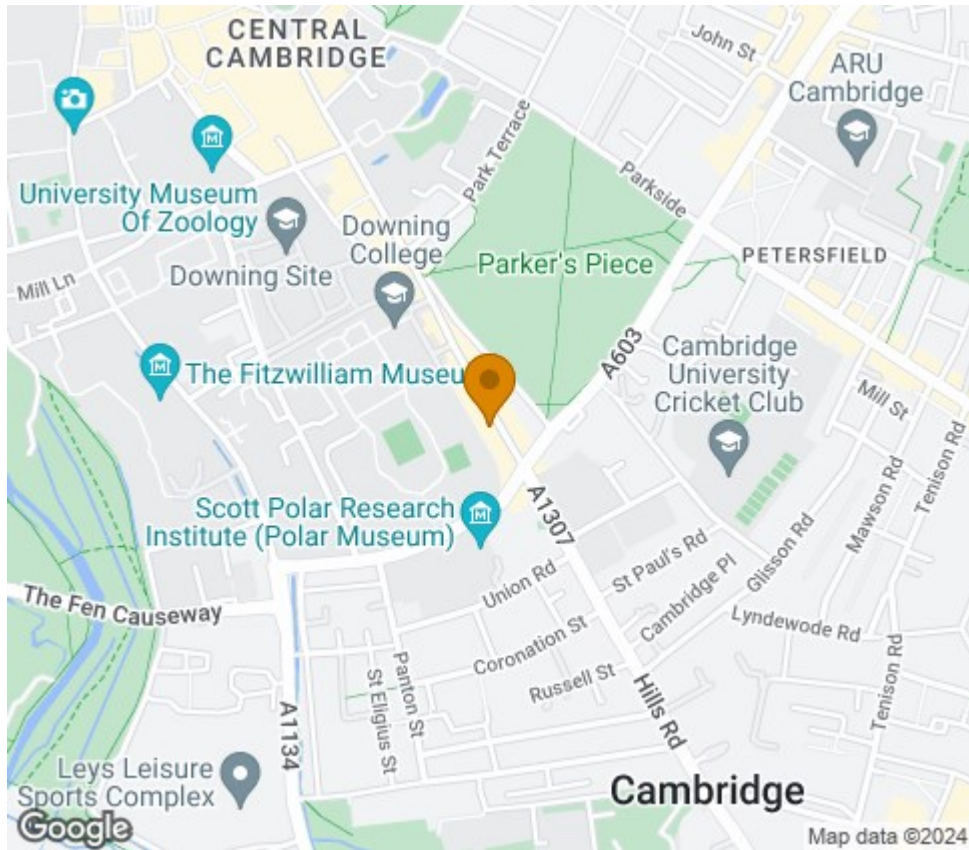 CENTRAL
CAMBRIDGE
John St
ARU
Cambridge
Park Terrace
Parkside
University Museum
Of Zoology
Downing
College
Downing Site
Parker's Piece
PETERSFIELD
Mill Ln
A603
The Fitzwilliam Museu
Cambridge
University
Cricket Club
Mill St
Tenison Rd
Mawson Rd
Scott Polar Research
Institute (Polar Museum)
A1307
Glisson Rd
St Paul's Rd
Union Rd
Cambridge Pl
The Fen Causeway
Lyndewode Rd
Coronation St
Russell St
Panton St
St Eligius St
Tenison Rd
A1134
Hills Rd
Leys Leisure
Sports Complex
Cambridge
Google
Map data ©2024